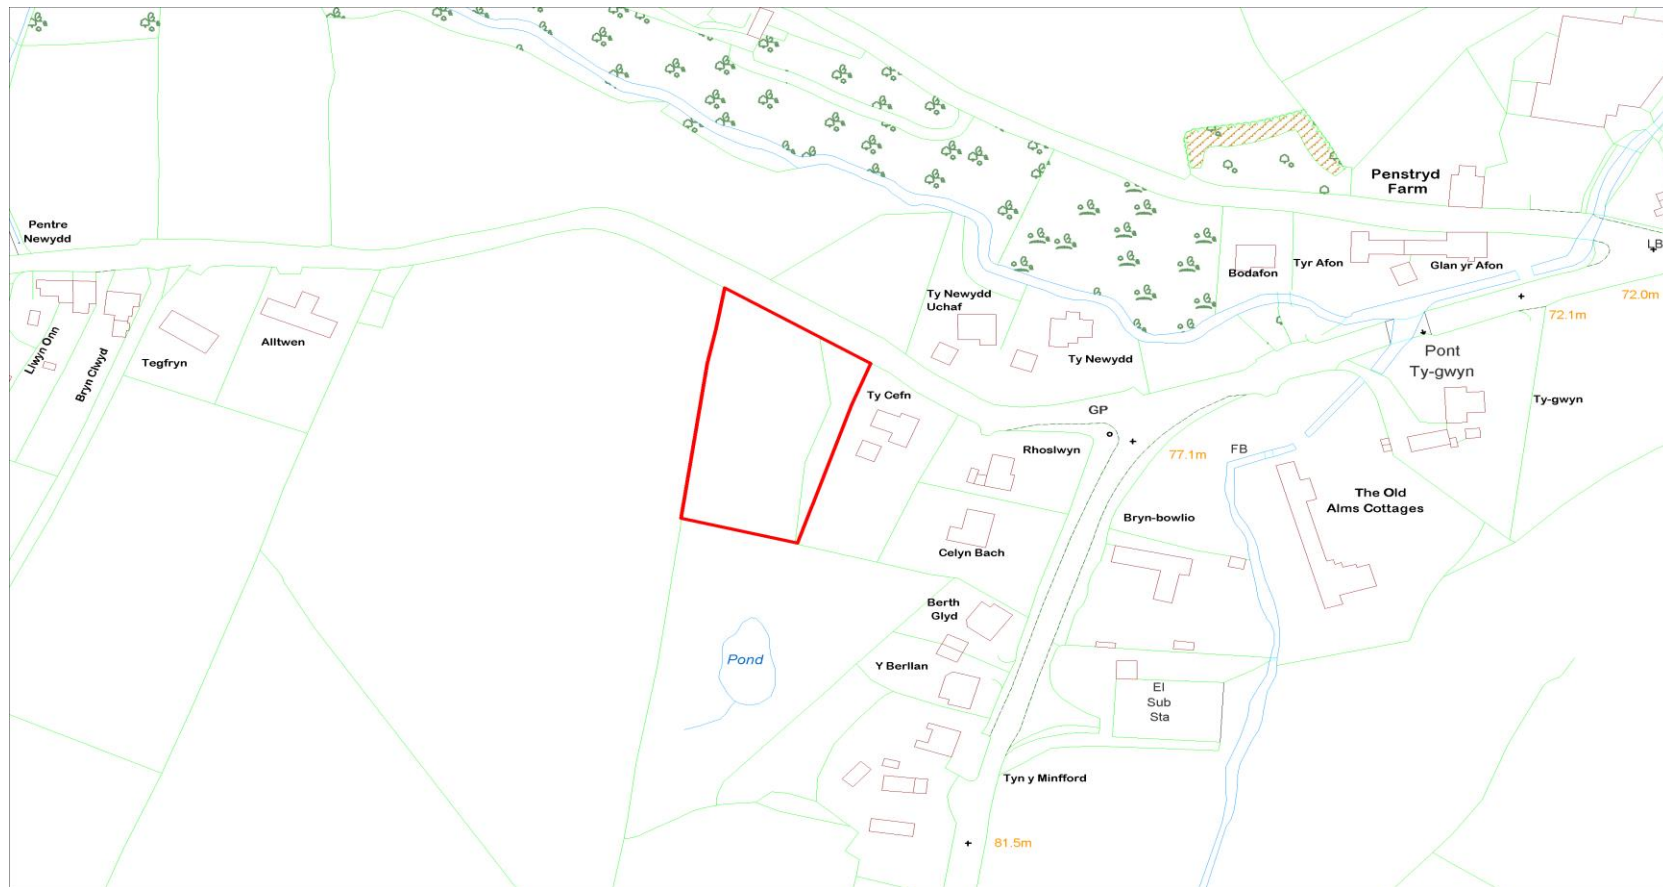 Penstryd
Farm
Pentre
Newydd
LB
Bodafon
Tyr Afon
Glan yr Afon
Ty Newydd
Uchaf
72.0m
72.1m
Llwyn Onn
Bryn Clwyd
Tegfryn
Alltwen
Ty Newydd
Pont
Ty-gwyn
Ty Cefn
GP
Ty-gwyn
Rhoslwyn
77.1m
FB
The Old
Alms Cottages
Bryn-bowlio
Celyn Bach
Berth
Glyd
Pond
Y Berllan
El
Sub
Sta
Tyn y Minfford
81.5m